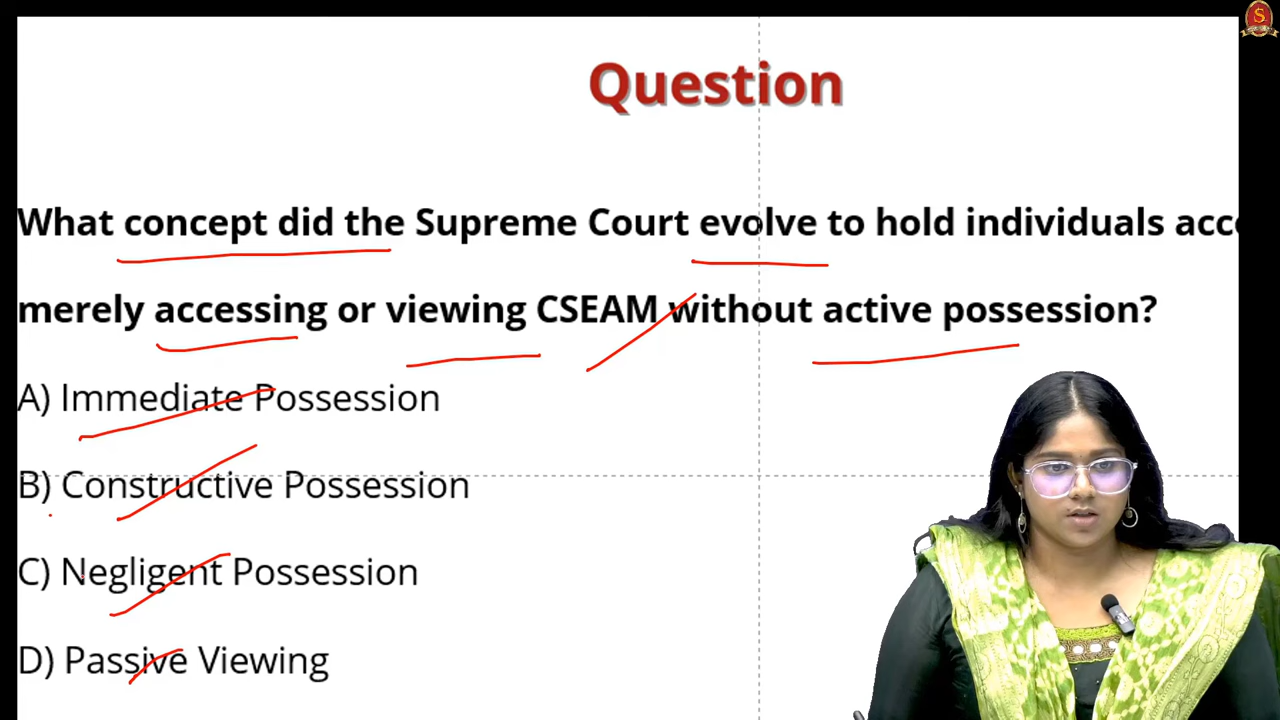 Question
What concept did the Supreme Court evolve to hold individuals
merely accessing or viewing CSEAM without active possession?
A) Immediate Possession
B) Constructive Possession
C) Negligent Possession
D) Passive Viewing